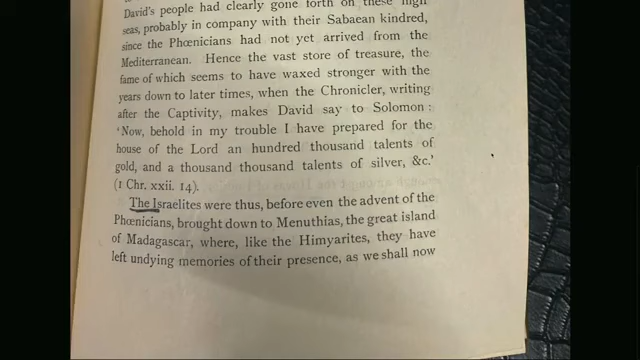 David's people had clearly gone forth on these high
seas, probably in company with their Sabaean kindred,
since the Phœnicians had not yet arrived from the
Mediterranean. Hence the vast store of treasure, the
fame of which seems to have waxed stronger with the
years down to later times, when the Chronicler, writing
after the Captivity, makes David say to Solomon :
‘Now, behold in my trouble I have prepared for the
house of the Lord an hundred thousand talents of
gold, and a thousand thousand talents of silver, &c.’
(1 Chr. xxii. 14).
The Israelites were thus, before even the advent of the
Phœnicians, brought down to Menuthias, the great island
of Madagascar, where, like the Himyarites, they have
left undying memories of their presence, as we shall now